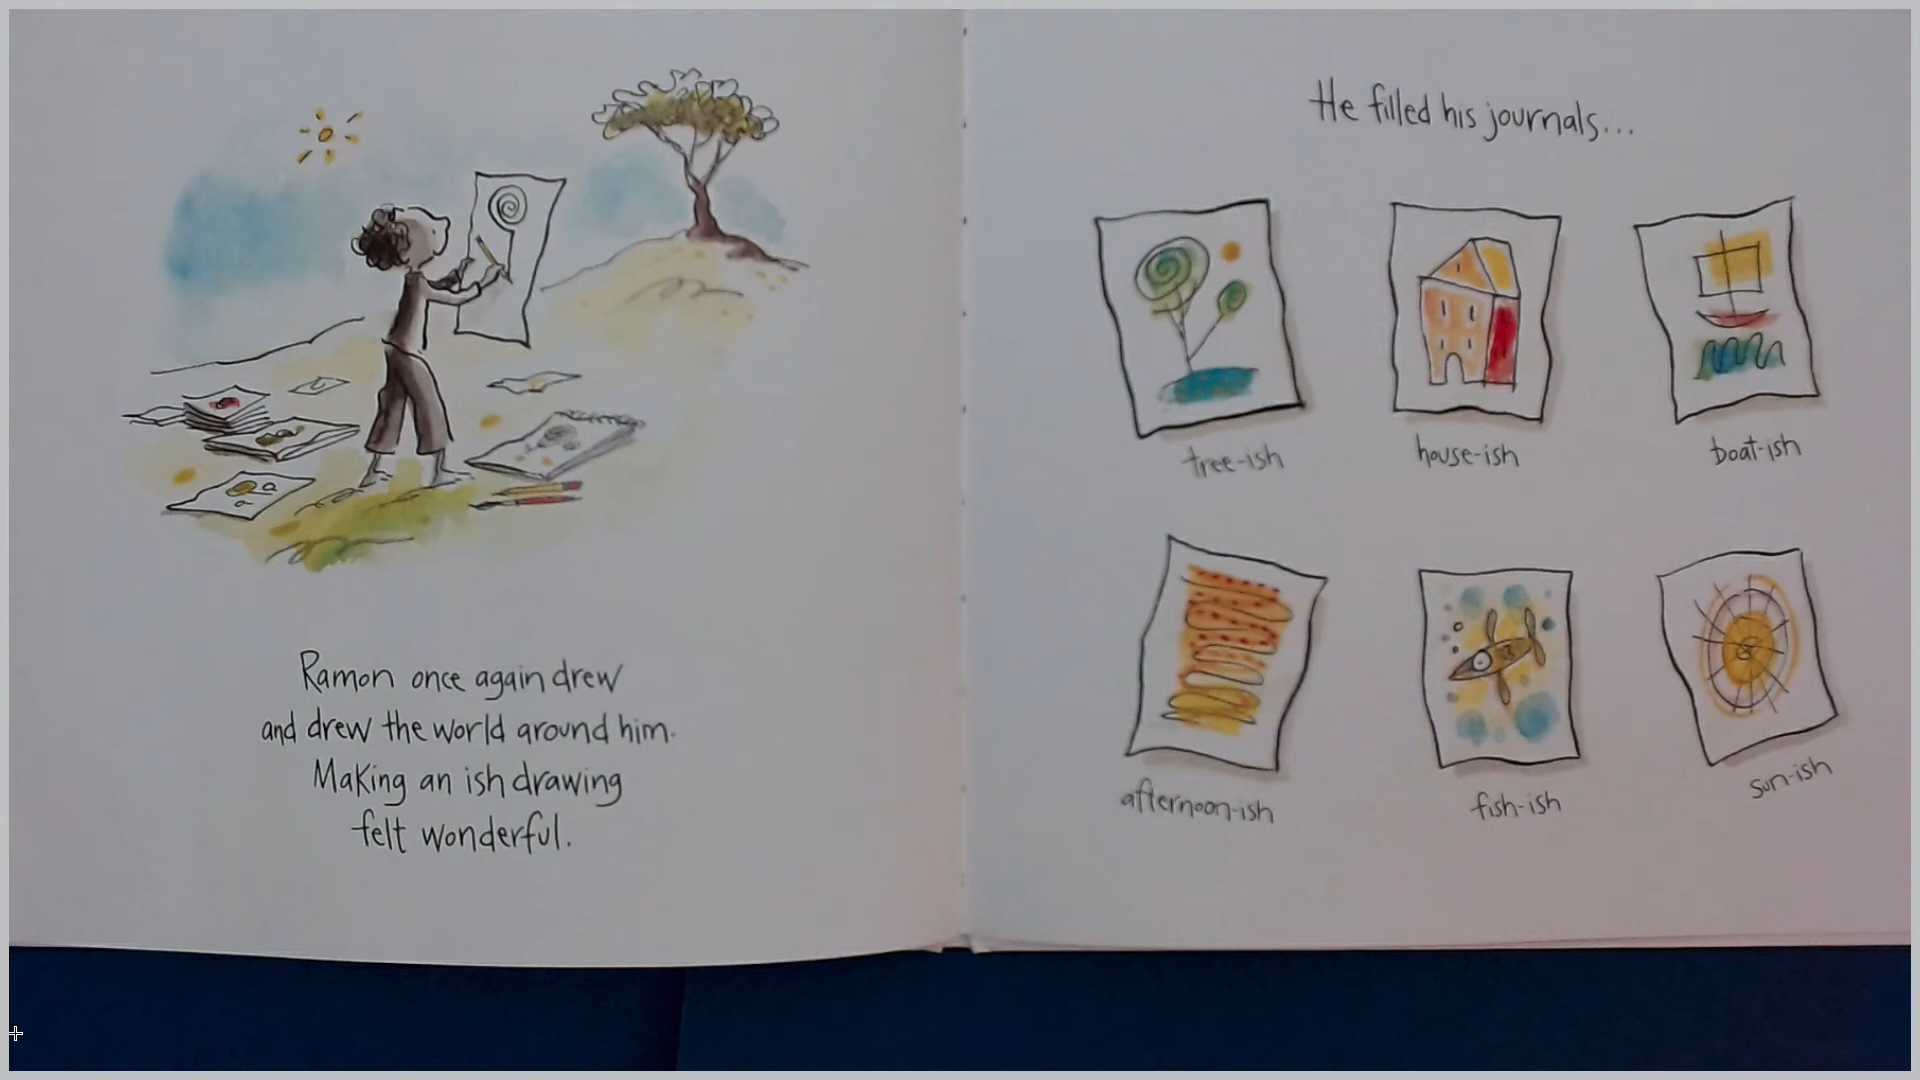 Ramon once again drew
and drew the world around him.
Making an ish drawing
felt wonderful.
He filled his journals...
tree-ish
house-ish
boat-ish
afternoon-ish
fish-ish
sun-ish